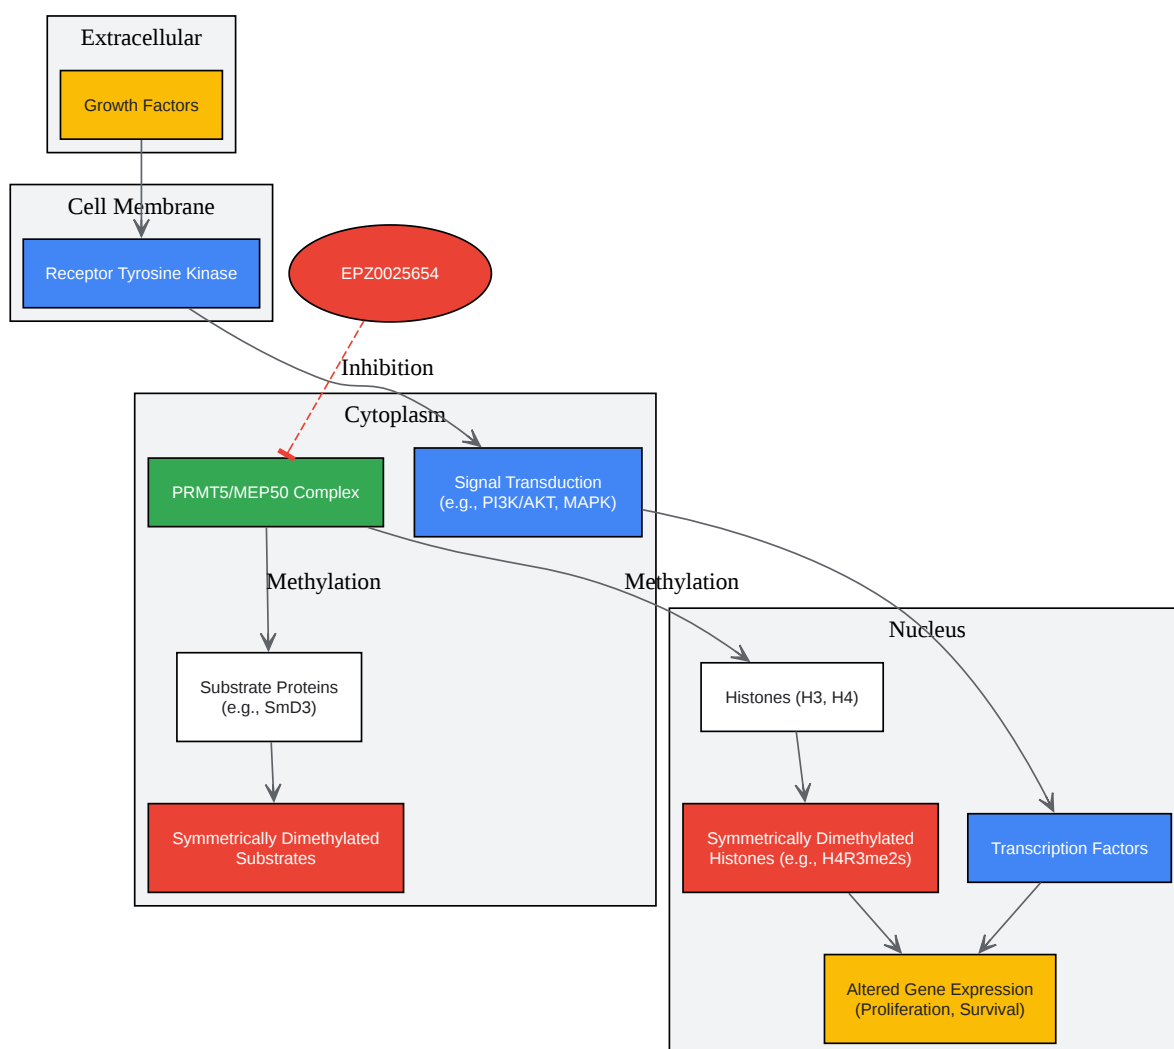 Extracellular
Growth Factors
Cell Membrane
Receptor Tyrosine Kinase
EPZ0025654
Inhibition
Cytoplasm
PRMT5/MEP50 Complex
Signal Transduction
(e.g., PI3K/AKT, MAPK)
Methylation
Methylation
Nucleus
Substrate Proteins
(e.g., SmD3)
Histones (H3, H4)
Symmetrically Dimethylated
Substrates
Symmetrically Dimethylated
Histones (e.g., H4R3me2s)
Transcription Factors
Altered Gene Expression
(Proliferation, Survival)